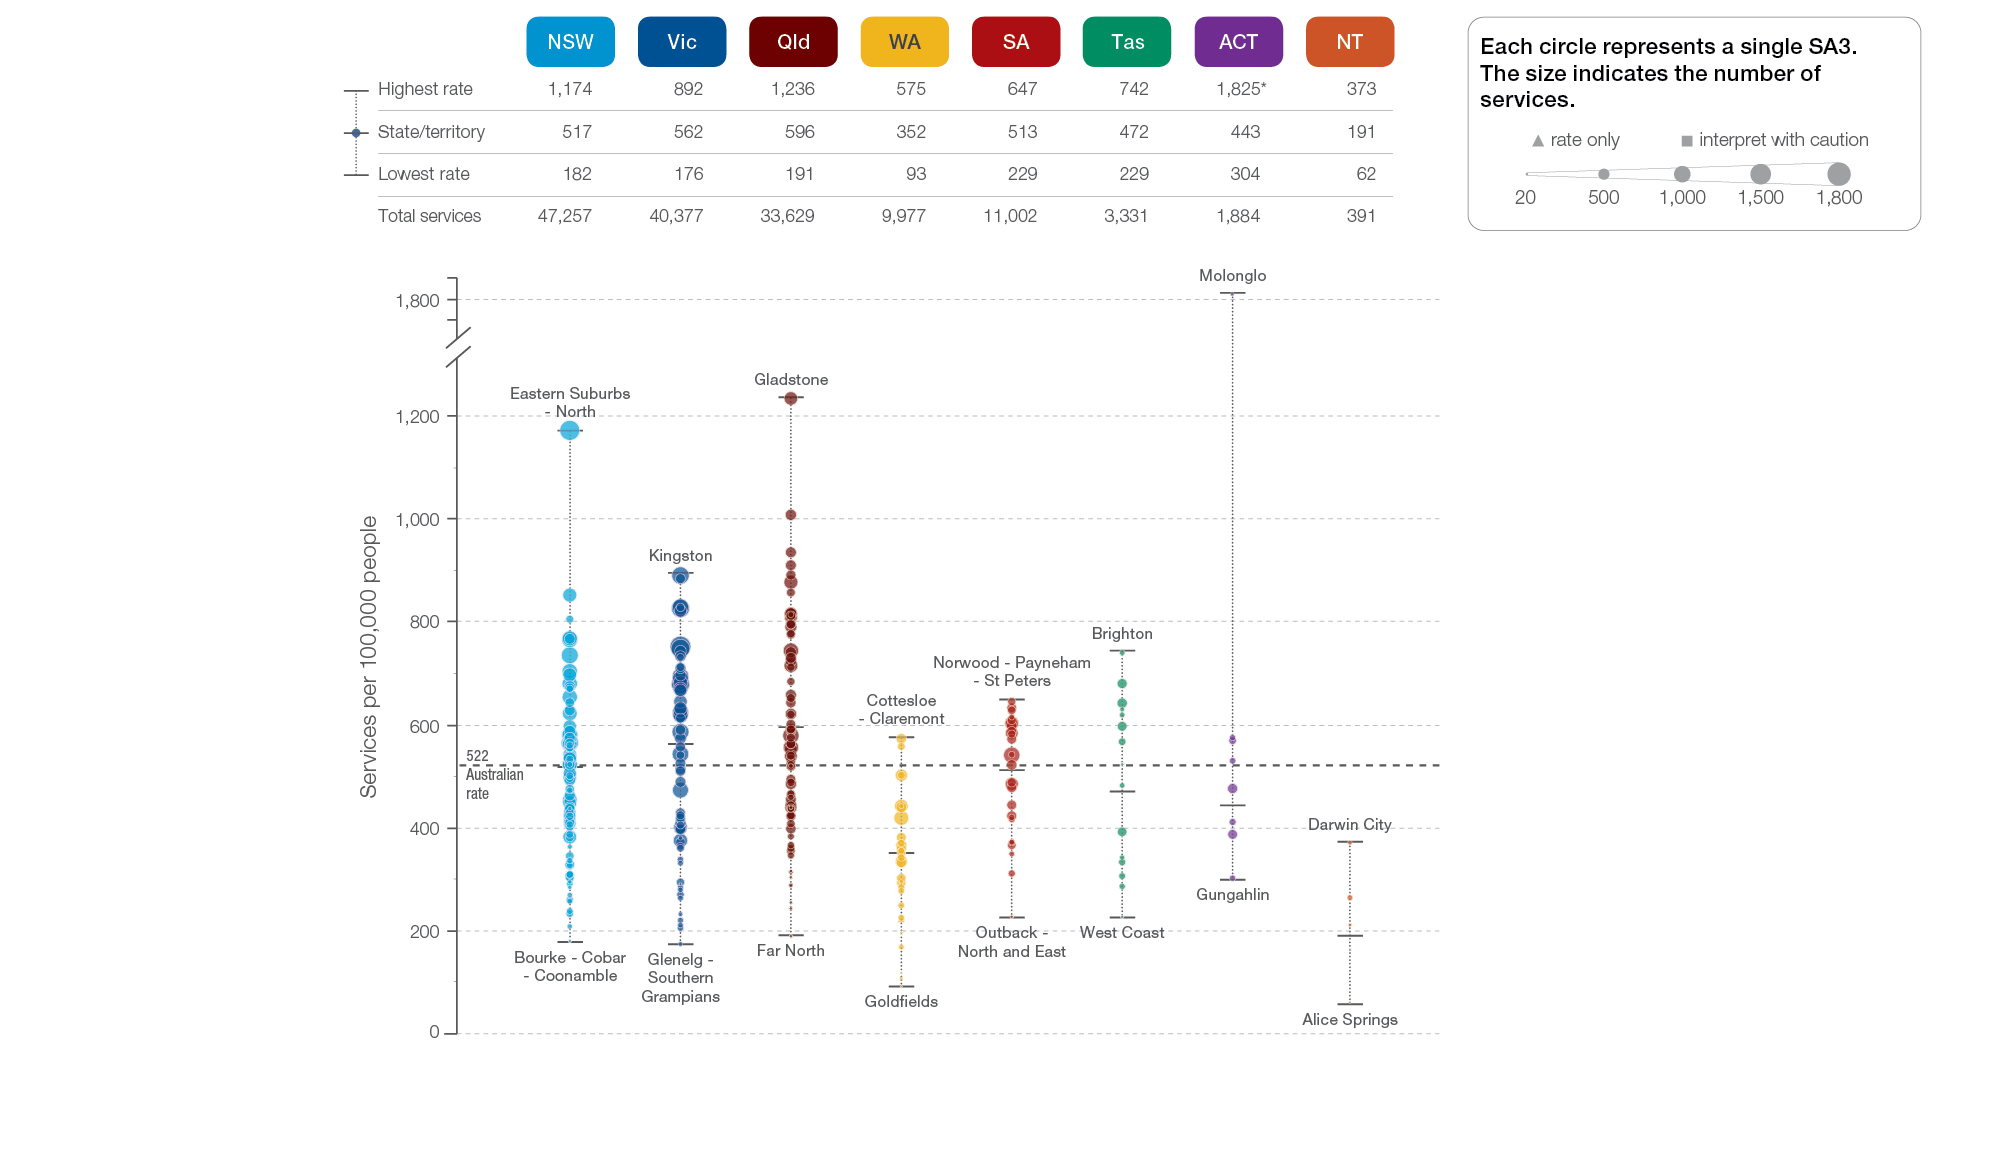 NSW Vic Qld WA SA Tas ACT NT
Highest rate 1,174 892 1,236 575 647 742 1,825* 373
State/territory 517 562 596 352 513 472 443 191
Lowest rate 182 176 191 93 229 229 304 62
Total services 47,257 40,377 33,629 9,977 11,002 3,331 1,884 391
Each circle represents a single SA3.
The size indicates the number of
services.
rate only interpret with caution
20 500 1,000 1,500 1,800
Services per 100,000 people
1,800
1,200
1,000
800
600
400
200
0
522
Australian
rate
Eastern Suburbs
- North
Bourke - Cobar
- Coonamble
Kingston
Glenelg -
Southern
Grampians
Gladstone
Far North
Cottesloe
- Claremont
Goldfields
Norwood - Payneham
- St Peters
Outback -
North and East
Brighton
West Coast
Molonglo
Gungahlin
Darwin City
Alice Springs